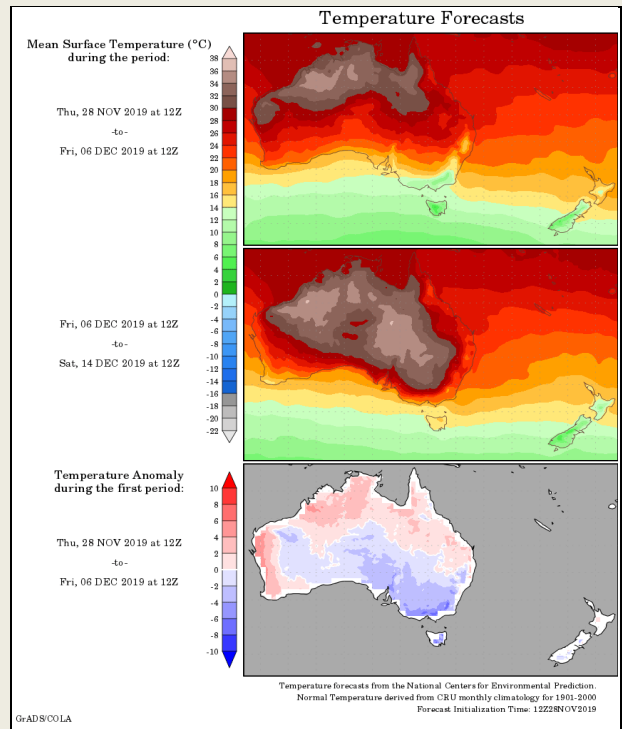 Temperature Forecasts
Mean Surface Temperature (°C)
during the period:
Thu, 28 NOV 2019 at 12Z
-to-
Fri, 06 DEC 2019 at 12Z
38
36
34
32
30
28
26
24
22
20
18
16
14
12
10
8
6
4
2
0
-2
-4
-6
-8
-10
-12
-15
-17
-20
-22
Fri, 06 DEC 2019 at 12Z
-to-
Sat, 14 DEC 2019 at 12Z
Temperature Anomaly
during the first period:
Thu, 28 NOV 2019 at 12Z
-to-
Fri, 06 DEC 2019 at 12Z
10
8
6
4
2
0
-2
-4
-6
-8
-10
Temperature forecasts from the National Centers for Environmental Prediction.
Normal Temperature derived from CRU monthly climatology for 1901-2000
Forecast Initialization Time: 12Z28NOV2019
GrADS/COLA